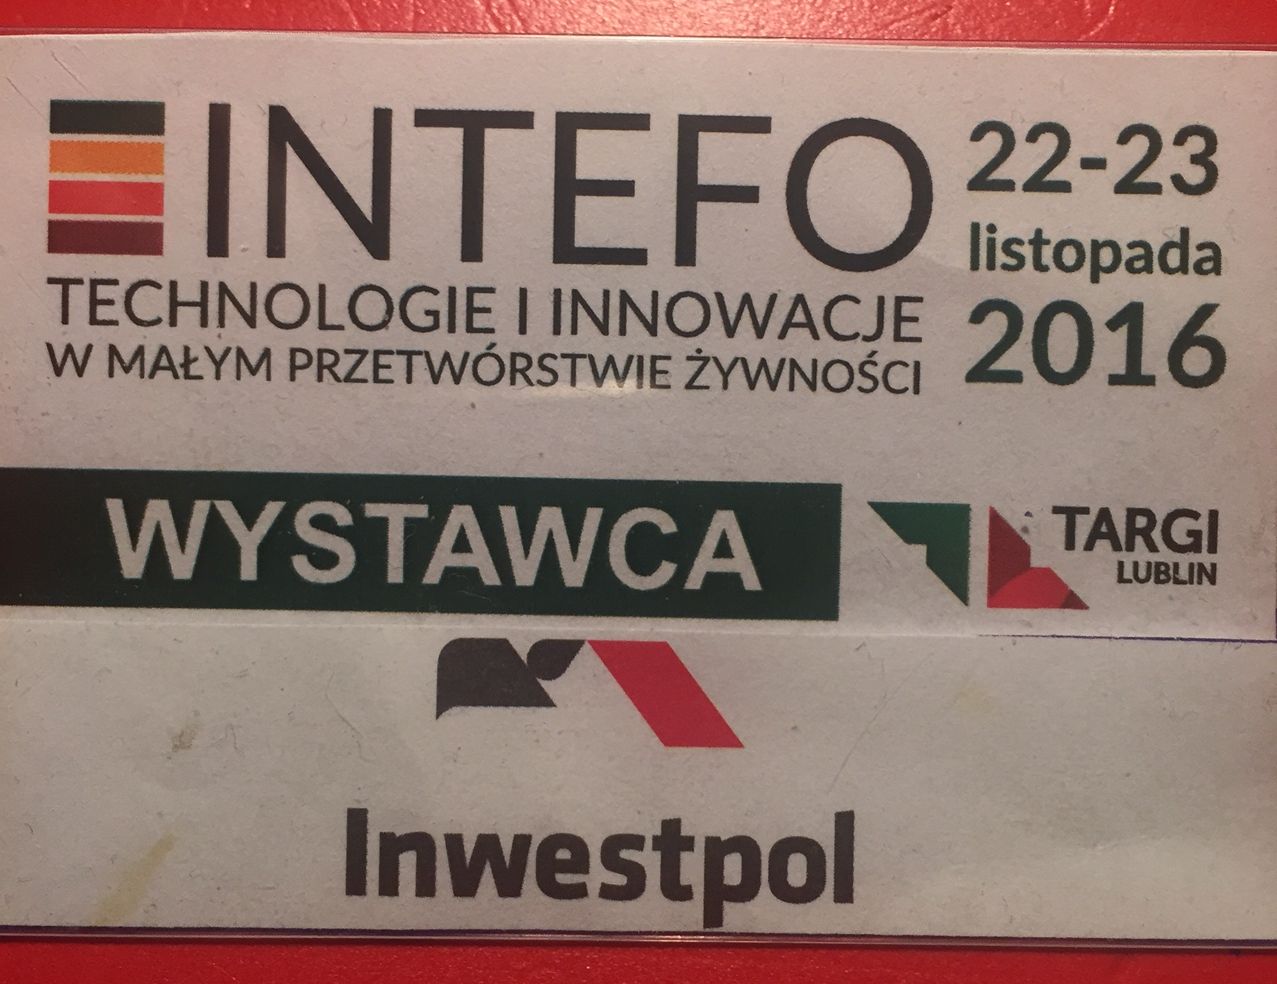 INTEFO
22-23
listopada
2016
TECHNOLOGIE I INNOWACJE
W MAŁYM PRZETWÓRSTWIE ŻYWNOŚCI
WYSTAWCA
TARGI
LUBLIN
Inwestpol